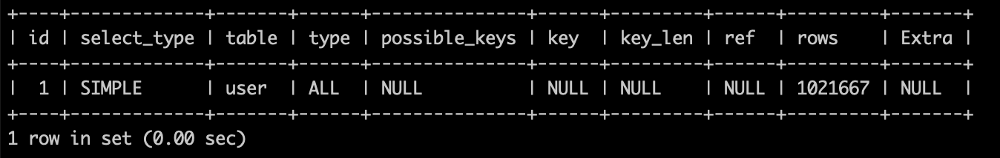 +----+-------------+-------+------+---------------+------+---------+------+---------+-------+
| id | select_type | table | type | possible_keys | key  | key_len | ref  | rows    | Extra |
+----+-------------+-------+------+---------------+------+---------+------+---------+-------+
|  1 | SIMPLE      | user  | ALL  | NULL          | NULL | NULL    | NULL | 1021667 | NULL  |
+----+-------------+-------+------+---------------+------+---------+------+---------+-------+
1 row in set (0.00 sec)